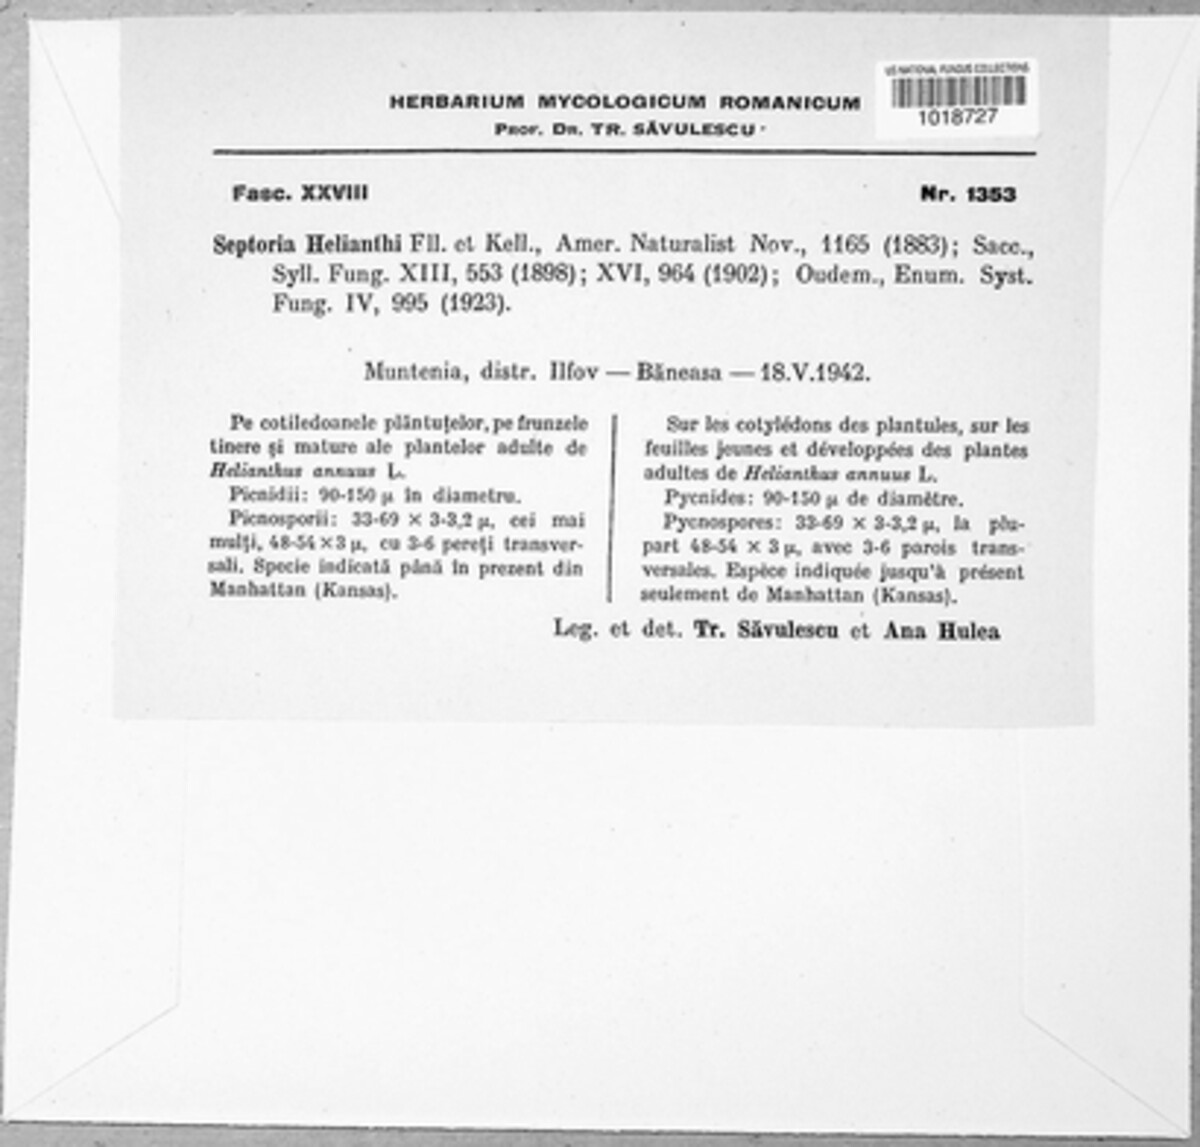 US NATIONAL FUNGUS COLLECTIONS
1018727
HERBARIUM MYCOLOGICUM ROMANICUM
PROF. DR. TR. SĂVULESCU
Fasc. XXVIII
Nr. 1353
Septoria Helianthi Ell. et Kell., Amer. Naturalist Nov., 1165 (1883); Sacc.,
Syll. Fung. XIII, 553 (1898); XVI, 964 (1902); Oudem., Enum. Syst.
Fung. IV, 995 (1923).
Muntenia, distr. Ilfov — Băneasa — 18.V.1942.
Pe cotiledoanele plăntuțelor, pe frunzele
tinere și mature ale plantelor adulte de
Helianthus annuus L.
Picnidii: 90-150 µ în diametru.
Picnosporii: 33-69 × 3-3,2 µ, cei mai
mulți, 48-54 × 3 µ, cu 3-6 pereți transver-
sali. Specie indicată până în prezent din
Manhattan (Kansas).
Sur les cotylédons des plantules, sur les
feuilles jeunes et développées des plantes
adultes de Helianthus annuus L.
Pycnides: 90-150 µ de diamètre.
Pycnospores: 33-69 × 3-3,2 µ, la plu-
part 48-54 × 3 µ, avec 3-6 parois trans-
versales. Espèce indiquée jusqu'à présent
seulement de Manhattan (Kansas).
Leg. et det. Tr. Săvulescu et Ana Hulea